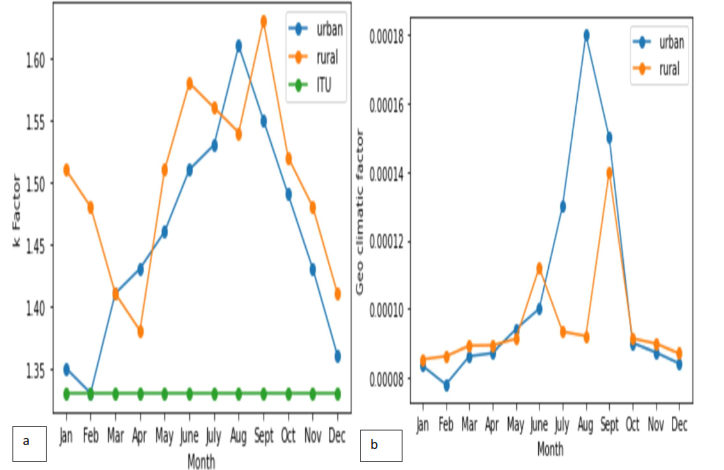 urban
rural
ITU
k Factor
1.60
1.55
1.50
1.45
1.40
1.35
Jan Feb Mar Apr May June July Aug Sept Oct Nov Dec
Month
a
urban
rural
Geo climatic factor
0.00018
0.00016
0.00014
0.00012
0.00010
0.00008
Jan Feb Mar Apr May June July Aug Sept Oct Nov Dec
Month
b